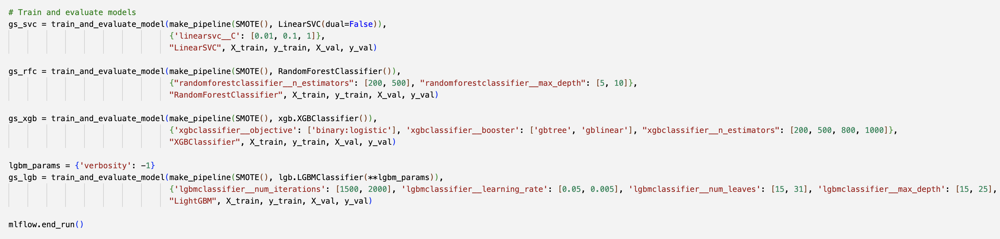 # Train and evaluate models
gs_svc = train_and_evaluate_model(make_pipeline(SMOTE(), LinearSVC(dual=False)),
{'linearsvc__C': [0.01, 0.1, 1]},
"LinearSVC", X_train, y_train, X_val, y_val)
gs_rfc = train_and_evaluate_model(make_pipeline(SMOTE(), RandomForestClassifier()),
{"randomforestclassifier__n_estimators": [200, 500], "randomforestclassifier__max_depth": [5, 10]},
"RandomForestClassifier", X_train, y_train, X_val, y_val)
gs_xgb = train_and_evaluate_model(make_pipeline(SMOTE(), xgb.XGBClassifier()),
{'xgbclassifier__objective': ['binary:logistic'], 'xgbclassifier__booster': ['gbtree', 'gblinear'], "xgbclassifier__n_estimators": [200, 500, 800, 1000]},
"XGBClassifier", X_train, y_train, X_val, y_val)
lgbm_params = {'verbosity': -1}
gs_lgb = train_and_evaluate_model(make_pipeline(SMOTE(), lgb.LGBMClassifier(**lgbm_params)),
{'lgbmclassifier__num_iterations': [1500, 2000], 'lgbmclassifier__learning_rate': [0.05, 0.005], 'lgbmclassifier__num_leaves': [15, 31], 'lgbmclassifier__max_depth': [15, 25],
"LightGBM", X_train, y_train, X_val, y_val)
mlflow.end_run()